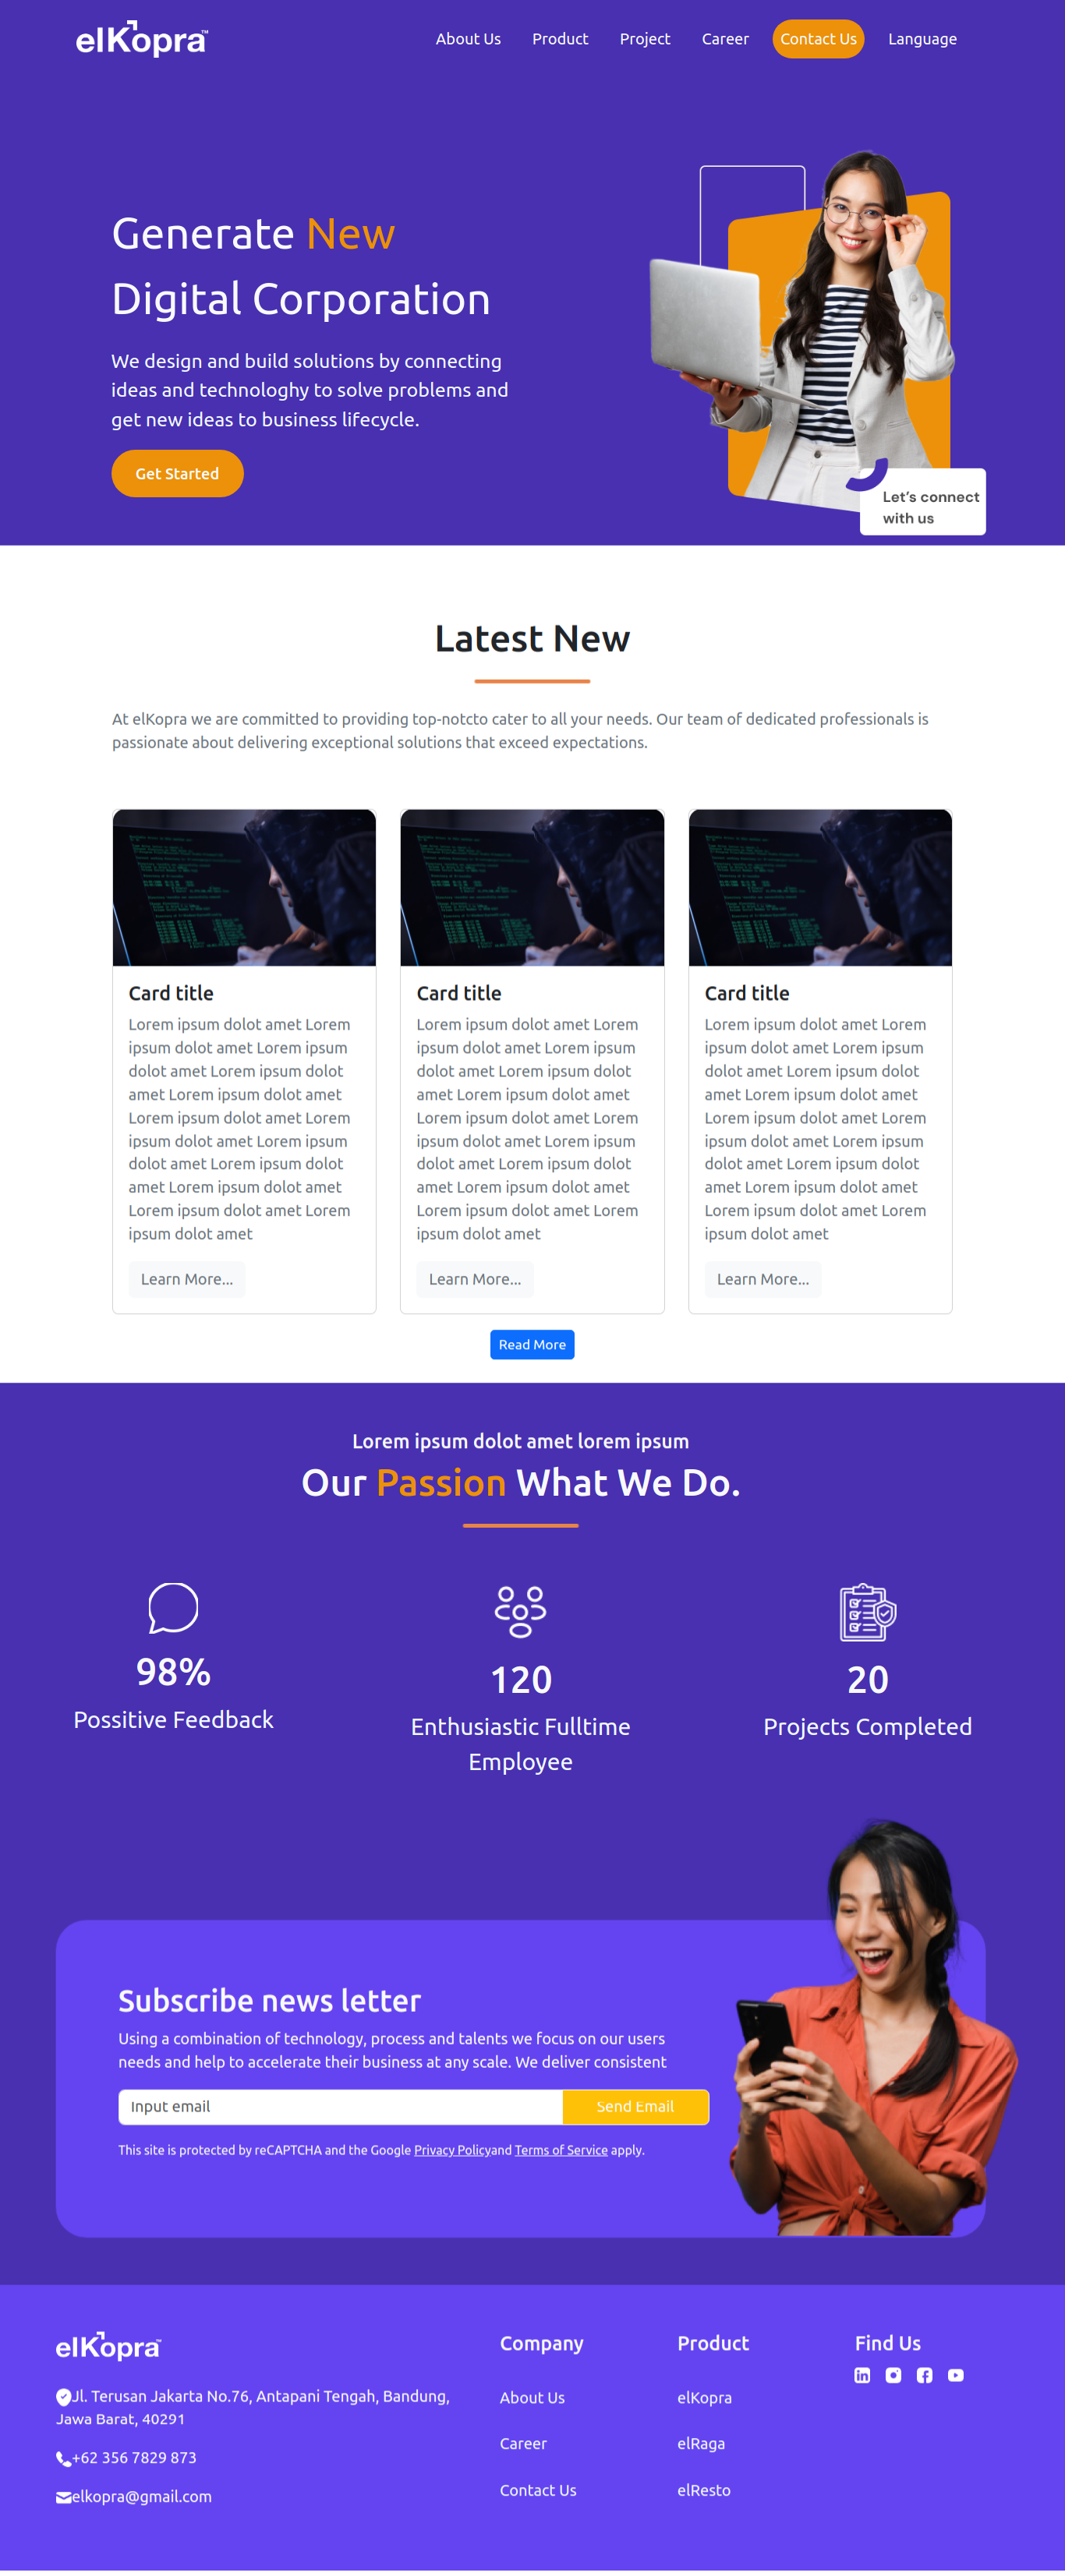 elKopra™
About Us Product Project Career Contact Us Language
Generate New
Digital Corporation
We design and build solutions by connecting
ideas and technologhy to solve problems and
get new ideas to business lifecycle.
Get Started
Let's connect
with us
Latest New
At elKopra we are committed to providing top-notcto cater to all your needs. Our team of dedicated professionals is
passionate about delivering exceptional solutions that exceed expectations.
Card title
Lorem ipsum dolot amet Lorem
ipsum dolot amet Lorem ipsum
dolot amet Lorem ipsum dolot
amet Lorem ipsum dolot amet
Lorem ipsum dolot amet Lorem
ipsum dolot amet Lorem ipsum
dolot amet Lorem ipsum dolot
amet Lorem ipsum dolot amet
Lorem ipsum dolot amet Lorem
ipsum dolot amet
Learn More...
Card title
Lorem ipsum dolot amet Lorem
ipsum dolot amet Lorem ipsum
dolot amet Lorem ipsum dolot
amet Lorem ipsum dolot amet
Lorem ipsum dolot amet Lorem
ipsum dolot amet Lorem ipsum
dolot amet Lorem ipsum dolot
amet Lorem ipsum dolot amet
Lorem ipsum dolot amet Lorem
ipsum dolot amet
Learn More...
Card title
Lorem ipsum dolot amet Lorem
ipsum dolot amet Lorem ipsum
dolot amet Lorem ipsum dolot
amet Lorem ipsum dolot amet
Lorem ipsum dolot amet Lorem
ipsum dolot amet Lorem ipsum
dolot amet Lorem ipsum dolot
amet Lorem ipsum dolot amet
Lorem ipsum dolot amet Lorem
ipsum dolot amet
Learn More...
Read More
Lorem ipsum dolot amet lorem ipsum
Our Passion What We Do.
98%
Possitive Feedback
120
Enthusiastic Fulltime
Employee
20
Projects Completed
Subscribe news letter
Using a combination of technology, process and talents we focus on our users
needs and help to accelerate their business at any scale. We deliver consistent
Input email
Send Email
This site is protected by reCAPTCHA and the Google Privacy Policyand Terms of Service apply.
elKopra™
Jl. Terusan Jakarta No.76, Antapani Tengah, Bandung,
Jawa Barat, 40291
+62 356 7829 873
elkopra@gmail.com
Company
About Us
Career
Contact Us
Product
elKopra
elRaga
elResto
Find Us